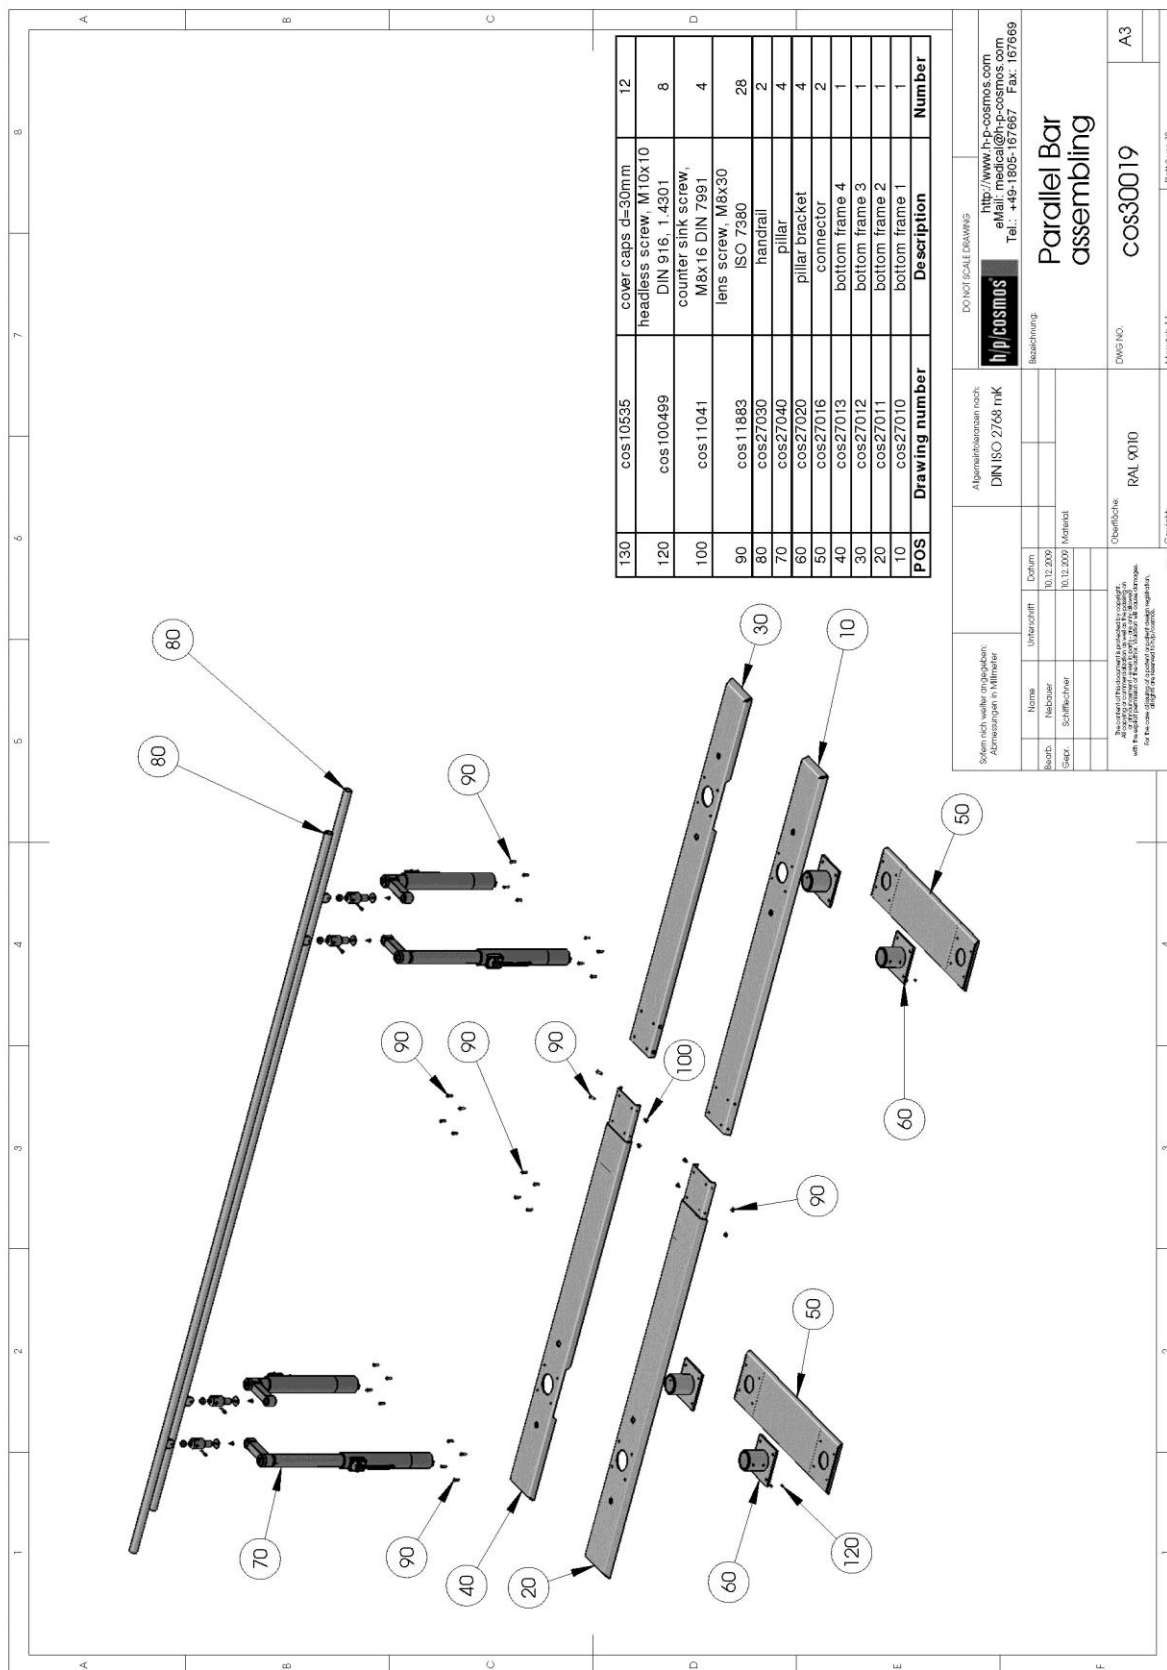 A
B
C
D
8
7
6
5
4
3
2
1
80
80
90
90
90
90
100
90
90
70
40
20
30
10
50
50
60
60
120
130 cos10535 cover caps d=30mm 12
120 cos100499 headless screw, M10x10 8
DIN 916, 1.4301
100 cos11041 counter sink screw, 4
M8x16 DIN 7991
90 cos11883 lens screw, M8x30 28
ISO 7380
80 cos27030 handrail 2
70 cos27040 pillar 4
60 cos27020 pillar bracket 4
50 cos27016 connector 2
40 cos27013 bottom frame 4 1
30 cos27012 bottom frame 3 1
20 cos27011 bottom frame 2 1
10 cos27010 bottom frame 1 1
POS Drawing number Description Number
Sofern nich weiter angegeben:
Abmessungen in Millimeter
Allgemeintoleranzen nach:
DIN ISO 2768 mK
DO NOT SCALE DRAWING
h/p/cosmos
http://www.h-p-cosmos.com
eMail: medical@h-p-cosmos.com
Tel.: +49-1805-167667 Fax: 167669
Name Unterschrift Datum
Bearb. Nebauer 10.12.2009
Gepr. Schifflechner 10.12.2009
Material:
Bezeichnung:
Parallel Bar
assembling
Oberfläche:
RAL 9010
DWG NO.
cos30019
A3
A
B
C
D
E
F
1
2
3
4